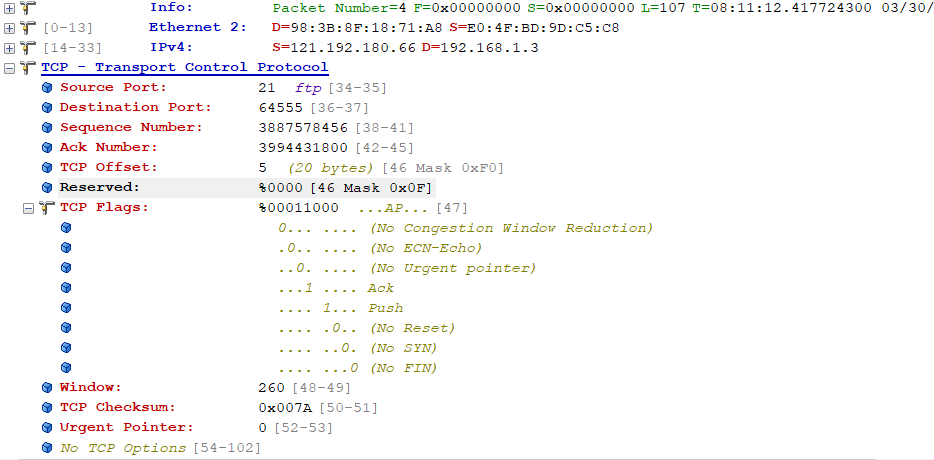 Info: Packet Number=4 F=0x00000000 S=0x00000000 L=107 T=08:11:12.417724300 03/30/
[0-13] Ethernet 2: D=98:3B:8F:18:71:A8 S=E0:4F:BD:9D:C5:C8
[14-33] IPv4: S=121.192.180.66 D=192.168.1.3
TCP - Transport Control Protocol
Source Port: 21 ftp [34-35]
Destination Port: 64555 [36-37]
Sequence Number: 3887578456 [38-41]
Ack Number: 3994431800 [42-45]
TCP Offset: 5 (20 bytes) [46 Mask 0xF0]
Reserved: %0000 [46 Mask 0x0F]
TCP Flags: %00011000 ...AP... [47]
0... .... (No Congestion Window Reduction)
.0.. .... (No ECN-Echo)
..0. .... (No Urgent pointer)
...1 .... Ack
.... 1... Push
.... .0.. (No Reset)
.... ..0. (No SYN)
.... ...0 (No FIN)
Window: 260 [48-49]
TCP Checksum: 0x007A [50-51]
Urgent Pointer: 0 [52-53]
No TCP Options [54-102]